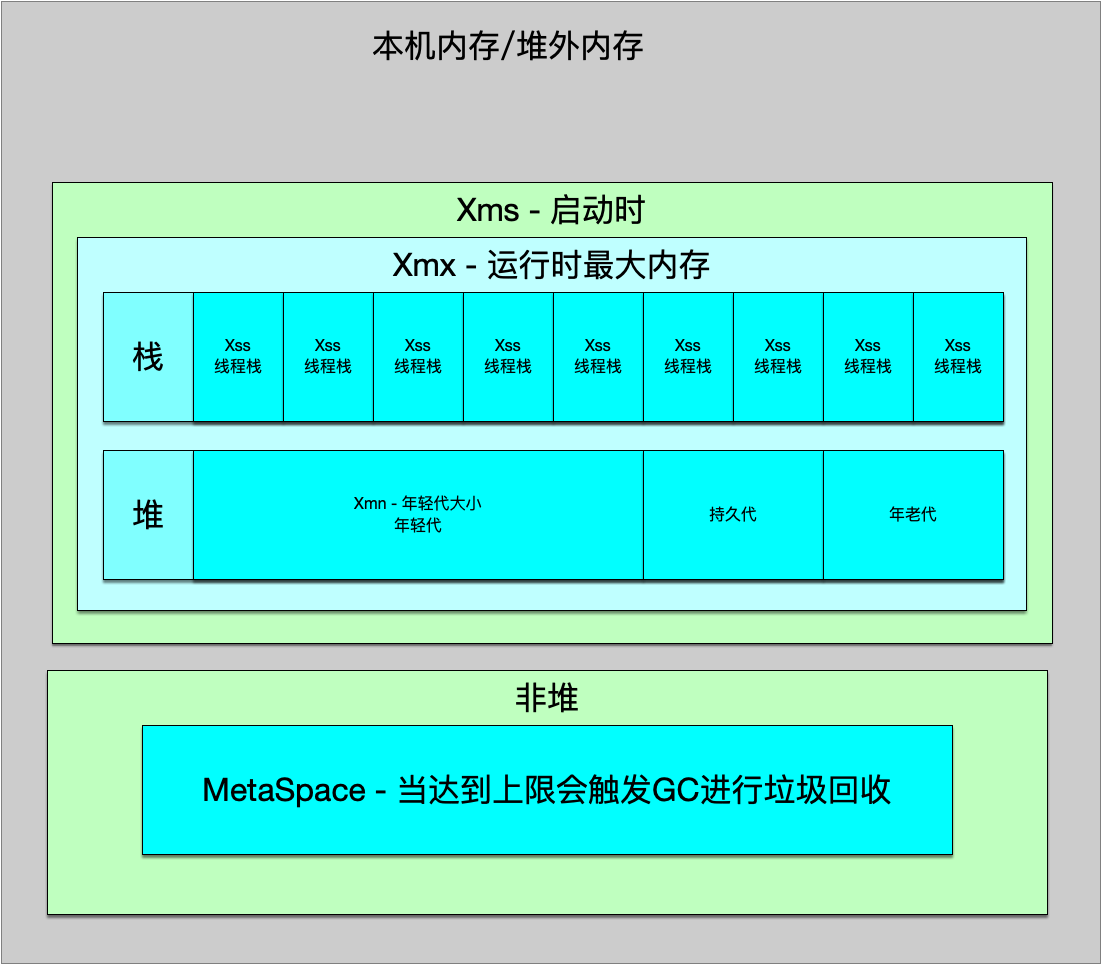 本机内存/堆外内存
Xms - 启动时
Xmx - 运行时最大内存
栈
Xss
线程栈
Xss
线程栈
Xss
线程栈
Xss
线程栈
Xss
线程栈
Xss
线程栈
Xss
线程栈
Xss
线程栈
Xss
线程栈
堆
Xmn - 年轻代大小
年轻代
持久代
年老代
非堆
MetaSpace - 当达到上限会触发GC进行垃圾回收